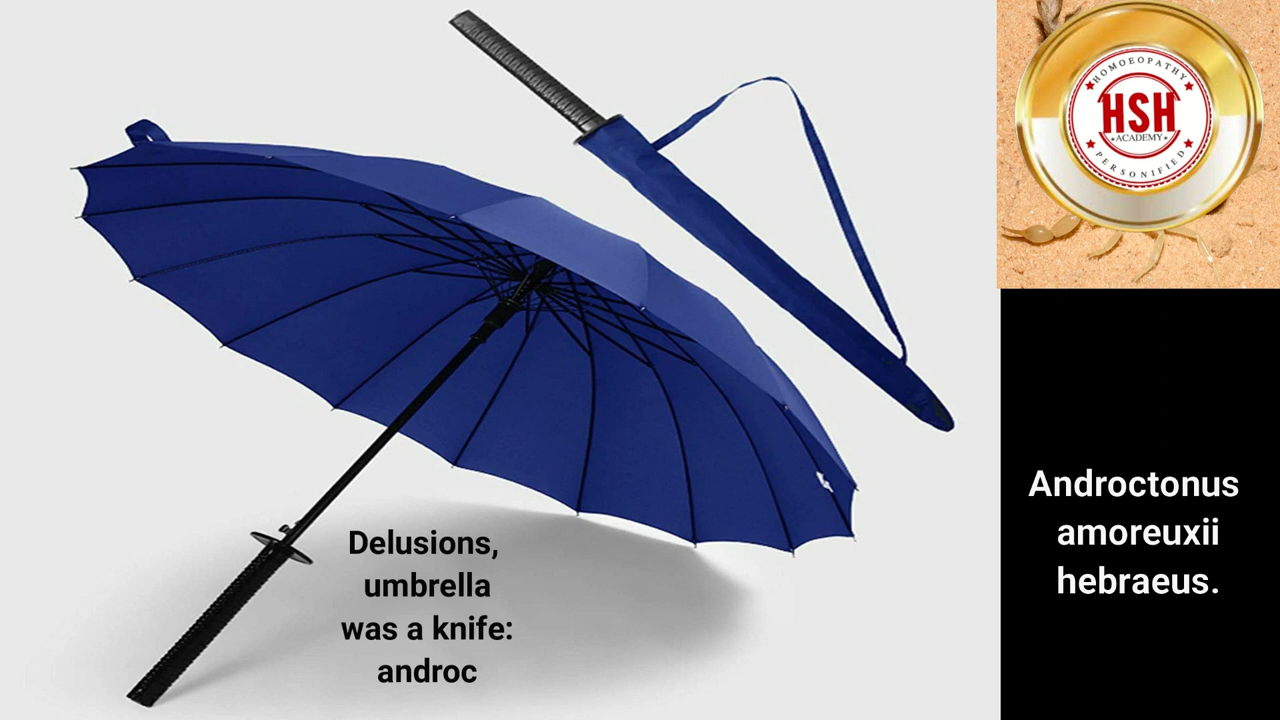 Delusions,
umbrella
was a knife:
androc
HOMOEOPATHY
HSH
ACADEMY
PERSONIFIED
Androctonus
amoreuxii
hebraeus.